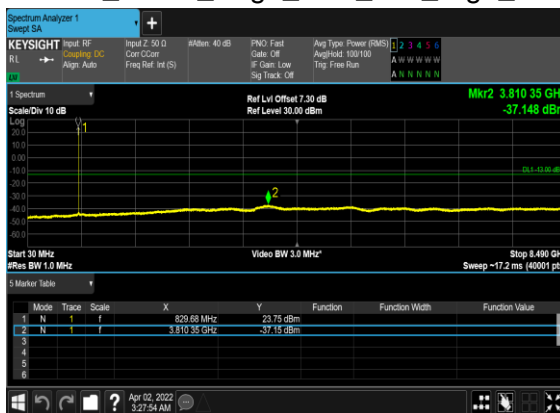 Spectrum Analyzer 1
Swept SA
KEYSIGHT Input: RF
RL Coupling: DC
Align: Auto
Input Z: 50 Ω
Corr CCorr
Freq Ref: Int (S)
#Atten: 40 dB
PNO: Fast
Gate: Off
IF Gain: Low
Sig Track: Off
Avg Type: Power (RMS)
Avg|Hold: 100/100
Trig: Free Run
1 2 3 4 5 6
A W W W W W
A N N N N N
1 Spectrum
Scale/Div 10 dB
Ref Lvl Offset 7.30 dB
Ref Level 30.00 dBm
Mkr2 3.810 35 GH
-37.148 dBr
Log
20.0
10.0
0.00
-10.0
-20.0
-30.0
-40.0
-50.0
-60.0
1
2
DL1 -13.00 dB
Start 30 MHz
#Res BW 1.0 MHz
Video BW 3.0 MHz*
Stop 8.490 GH
Sweep ~17.2 ms (40001 pt
5 Marker Table
Mode Trace Scale X Y Function Function Width Function Value
1 N 1 f 829.68 MHz 23.75 dBm
2 N 1 f 3.810 35 GHz -37.15 dBm
3
4
5
6
? Apr 02, 2022
3:27:54 AM